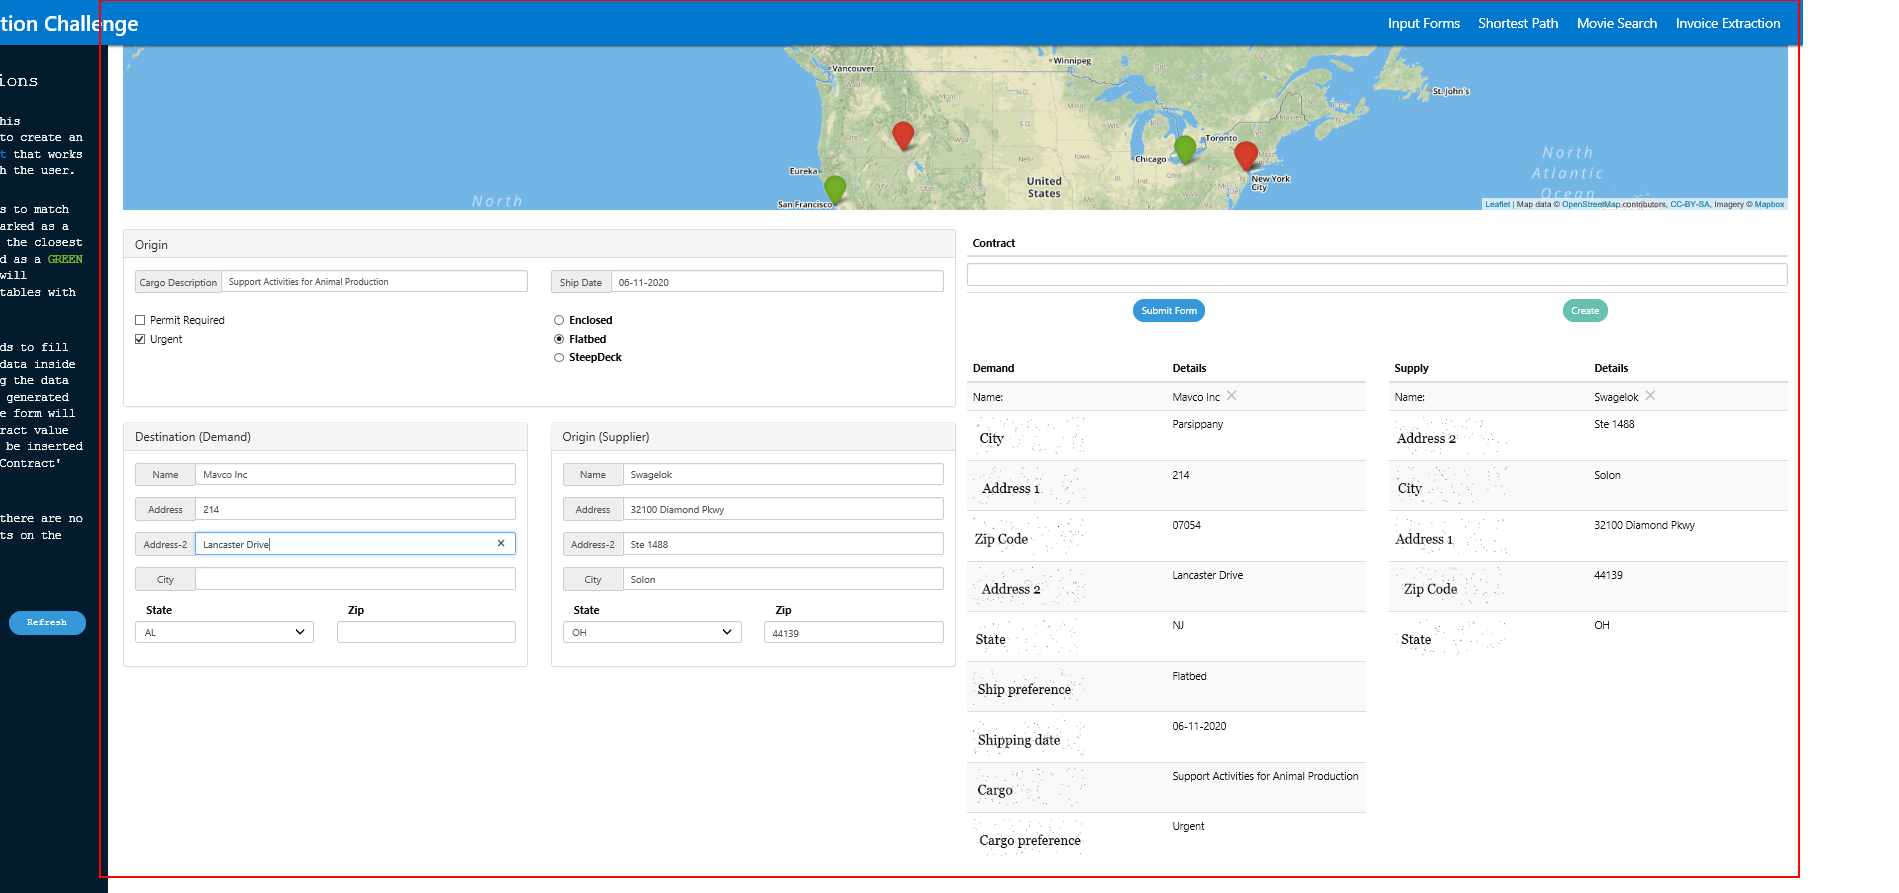 tion Challenge
Input Forms Shortest Path Movie Search Invoice Extraction
ions
his
to create an
t that works
h the user.
s to match
arked as a
the closest
d as a GREEN
will
tables with
ds to fill
data inside
g the data
generated
e form will
ract value
be inserted
Contract'
there are no
ts on the
Refresh
Vancouver
Winnipeg
St. John's
Toronto
Chicago
Eureka
New York City
United States
San Francisco
North
North Atlantic Ocean
Leaflet | Map data © OpenStreetMap contributors, CC-BY-SA, Imagery © Mapbox
Origin
Cargo Description Support Activities for Animal Production
Ship Date 06-11-2020
Permit Required
Urgent
Enclosed
Flatbed
SteepDeck
Destination (Demand)
Name Mavco Inc
Address 214
Address-2 Lancaster Drive
City
State Zip
AL
Origin (Supplier)
Name Swagelok
Address 32100 Diamond Pkwy
Address-2 Ste 1488
City Solon
State Zip
OH 44139
Contract
Submit Form Create
Demand Details
Name: Mavco Inc
City Parsippany
Address 1 214
Zip Code 07054
Address 2 Lancaster Drive
State NJ
Ship preference Flatbed
Shipping date 06-11-2020
Cargo Support Activities for Animal Production
Cargo preference Urgent
Supply Details
Name: Swagelok
Address 2 Ste 1488
City Solon
Address 1 32100 Diamond Pkwy
Zip Code 44139
State OH